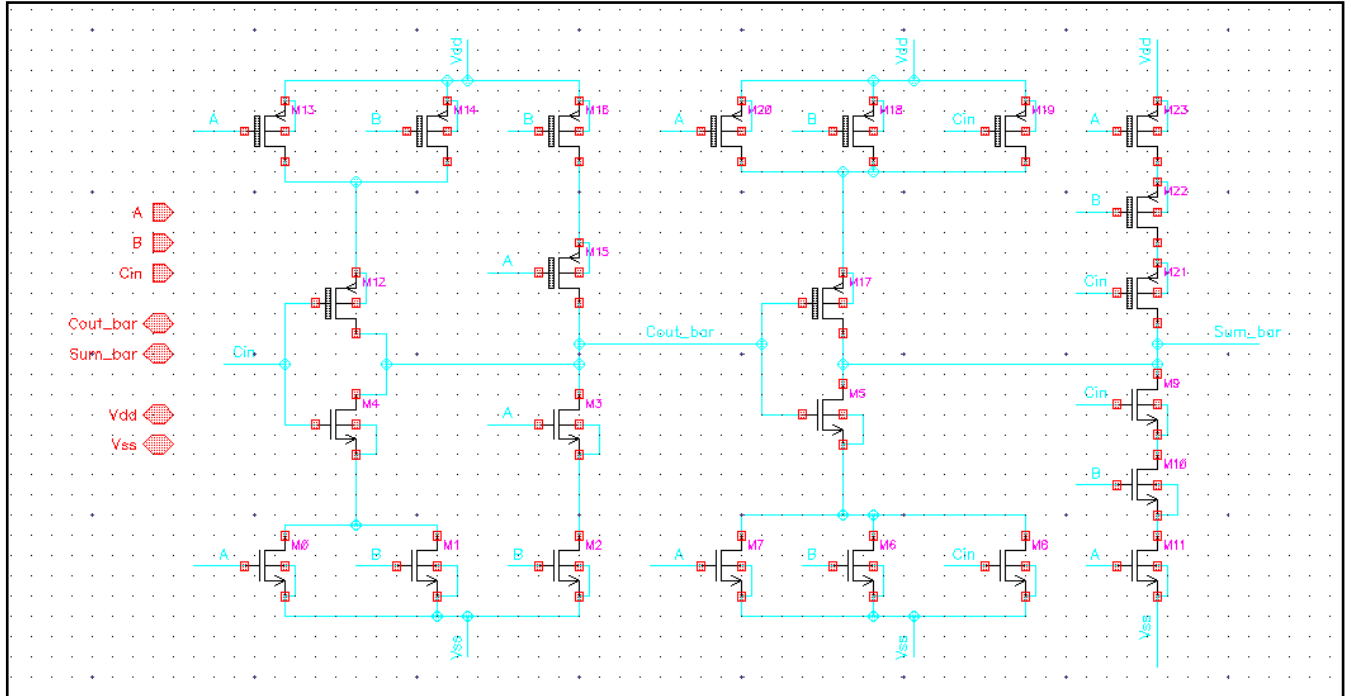 Vdd
Vdd
Vdd
M13
M14
M16
M20
M18
M19
M23
A
B
B
A
B
Cin
A
M22
A
B
B
M15
Cin
A
M12
M17
M21
Cin
Cout_bar
Cout_bar
Sum_bar
Sum_bar
Cin
M5
M9
M4
M3
Cin
Vdd
A
Vss
M10
B
M0
M1
M2
M7
M6
M8
M11
A
B
B
A
B
Cin
A
Vss
Vss
Vss